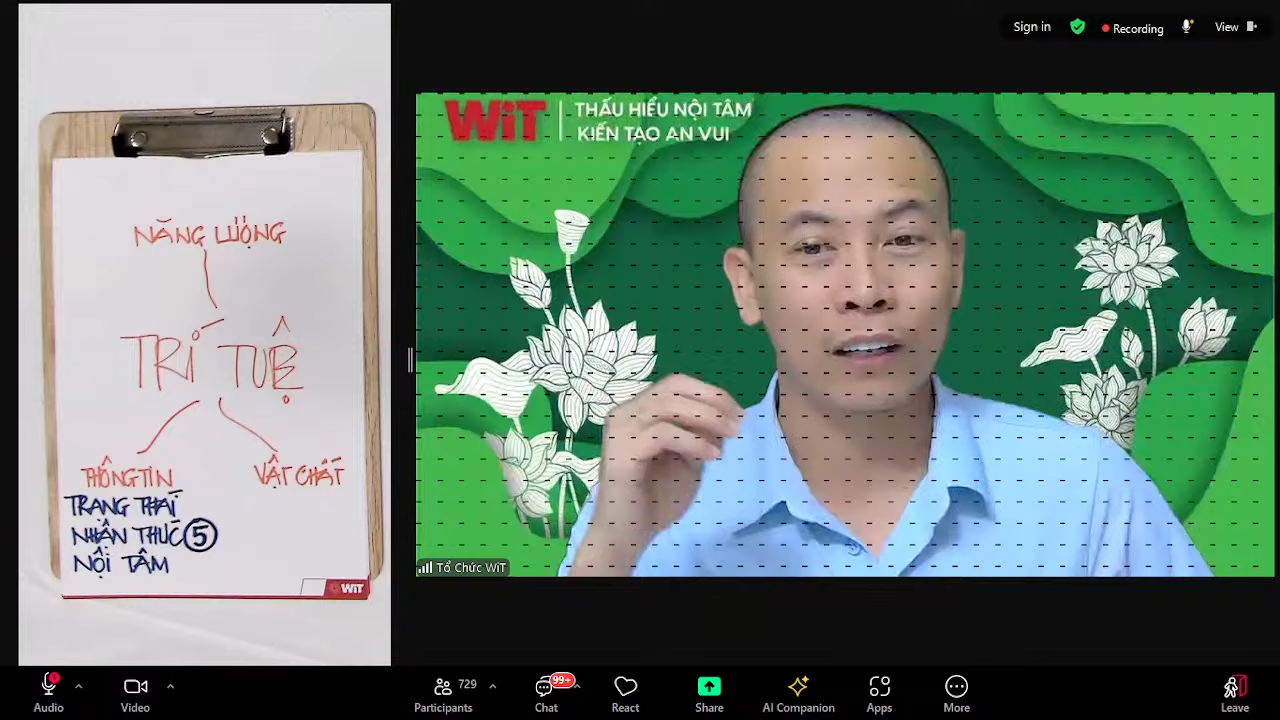 Sign in
Recording
View
NĂNG LƯỢNG
TRÍ TUỆ
THÔNG TIN
VẬT CHẤT
TRẠNG THÁI
NHẬN THỨC ⑤
NỘI TÂM
WiT
WiT
THẤU HIỂU NỘI TÂM
KIẾN TẠO AN VUI
Tổ Chức WiT
Audio
Video
729
Participants
99+
Chat
React
Share
AI Companion
Apps
More
Leave